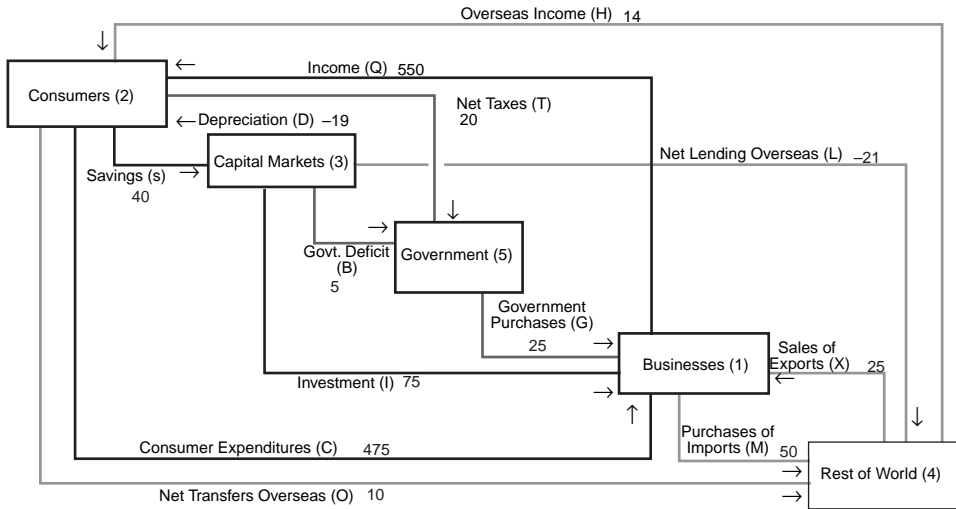 Overseas Income (H) 14
Income (Q) 550
Consumers (2)
Net Taxes (T)
20
Depreciation (D) –19
Capital Markets (3)
Net Lending Overseas (L) –21
Savings (s)
40
Govt. Deficit
(B)
5
Government (5)
Government
Purchases (G)
25
Businesses (1)
Sales of
Exports (X)
25
Investment (I) 75
Consumer Expenditures (C) 475
Purchases of
Imports (M) 50
Rest of World (4)
Net Transfers Overseas (O) 10